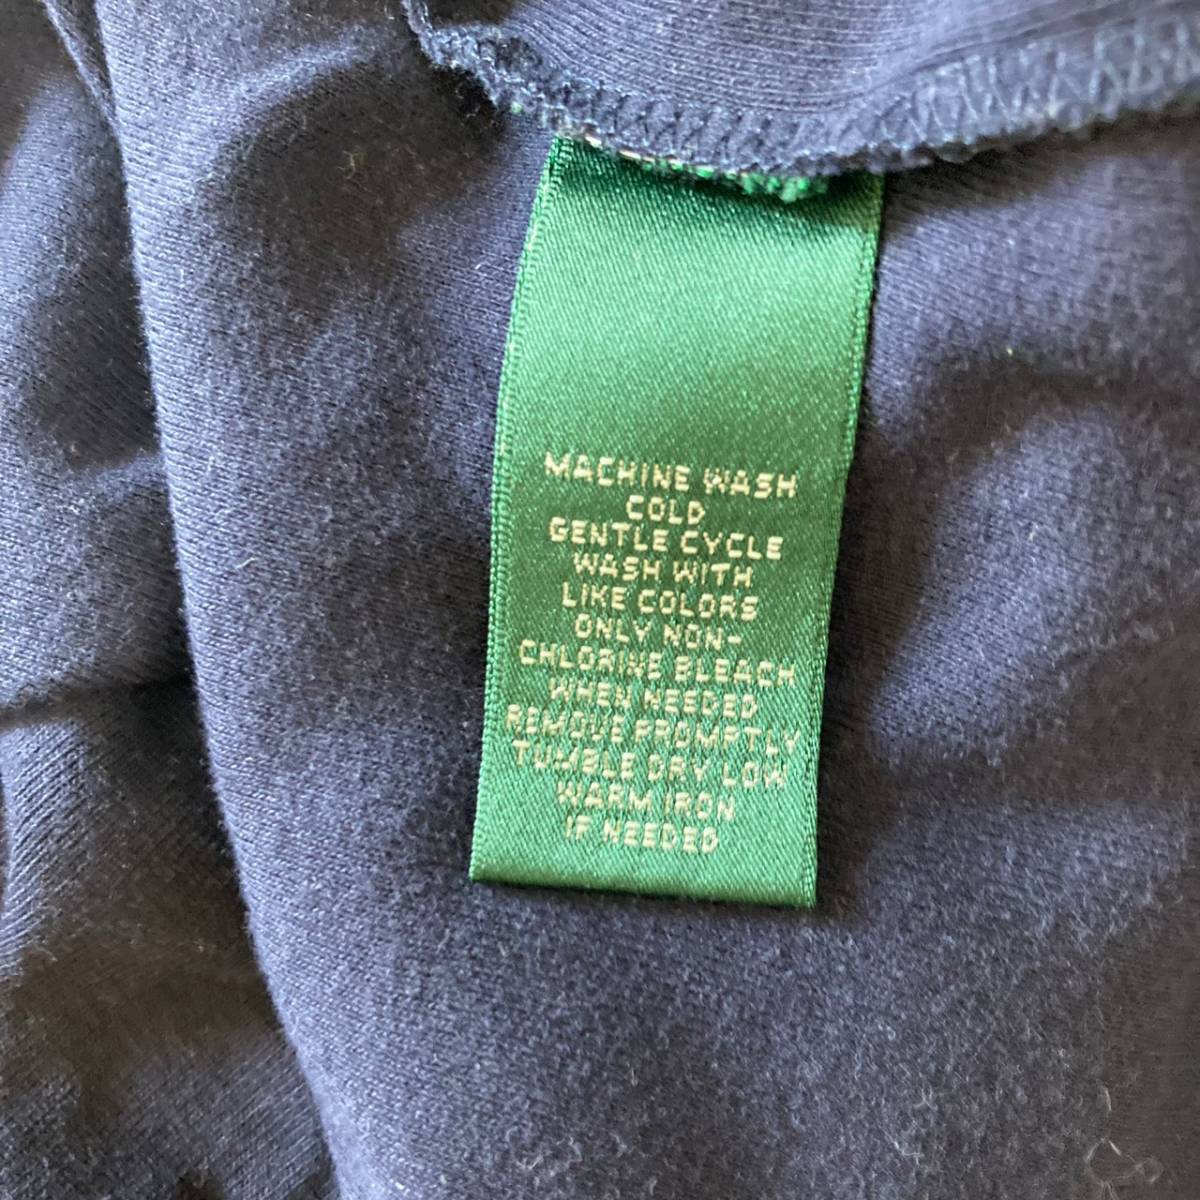 MACHINE WASH
COLD
GENTLE CYCLE
WASH WITH
LIKE COLORS
ONLY NON-
CHLORINE BLEACH
WHEN NEEDED
REMOVE PROMPTLY
TUMBLE DRY LOW
WARM IRON
IF NEEDED